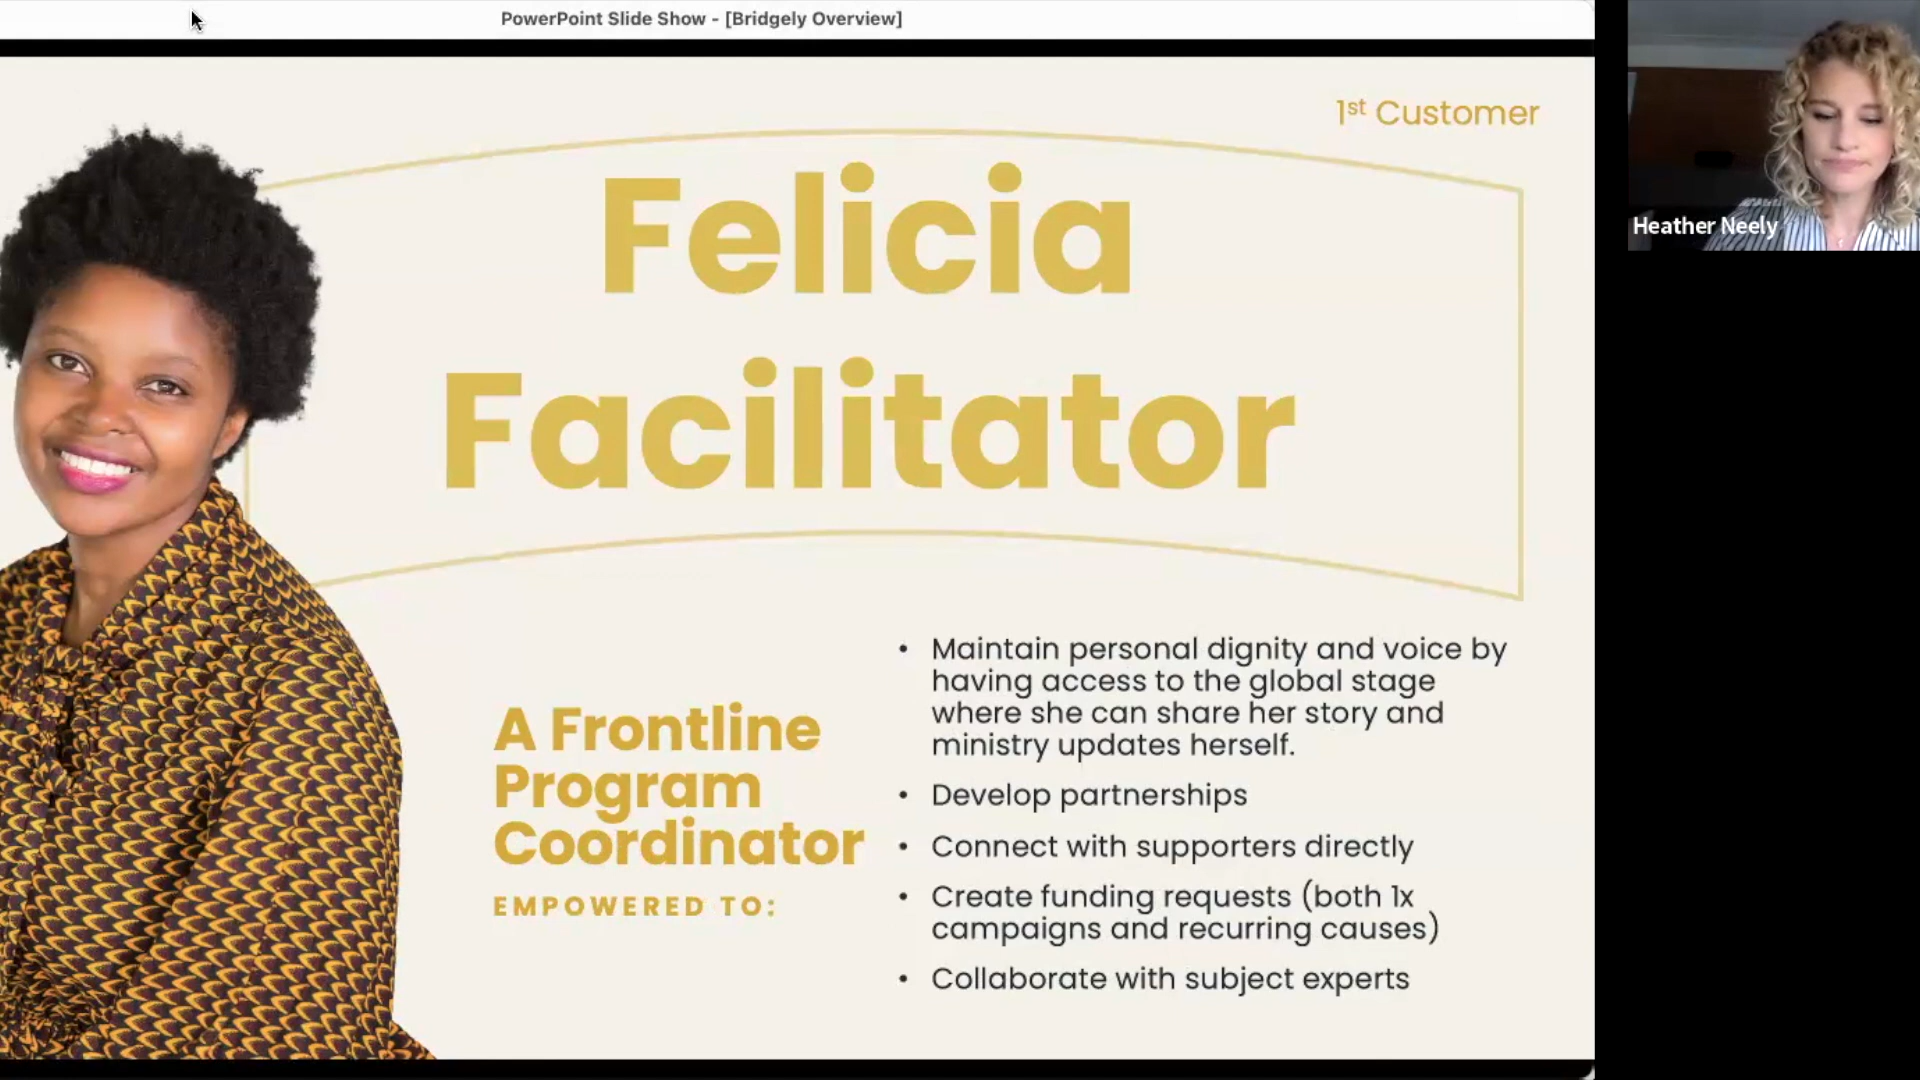 PowerPoint Slide Show - [Bridgely Overview]
1st Customer
Felicia
Facilitator
A Frontline
Program
Coordinator
EMPOWERED TO:
• Maintain personal dignity and voice by
having access to the global stage
where she can share her story and
ministry updates herself.
• Develop partnerships
• Connect with supporters directly
• Create funding requests (both 1x
campaigns and recurring causes)
• Collaborate with subject experts
Heather Neely